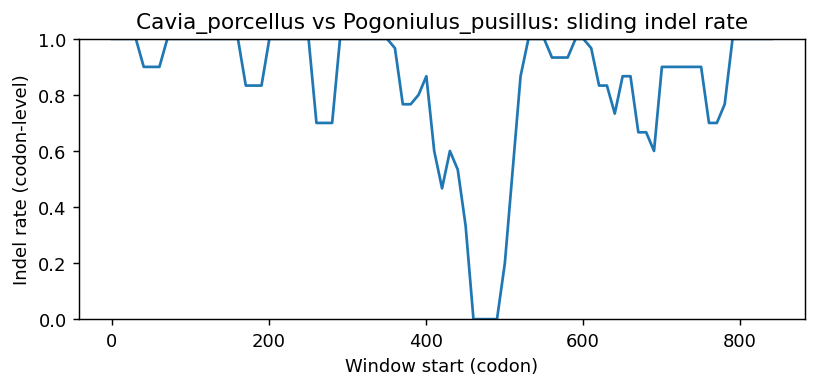 Cavia_porcellus vs Pogoniulus_pusillus: sliding indel rate
Indel rate (codon-level)
1.0
0.8
0.6
0.4
0.2
0.0
0 200 400 600 800
Window start (codon)